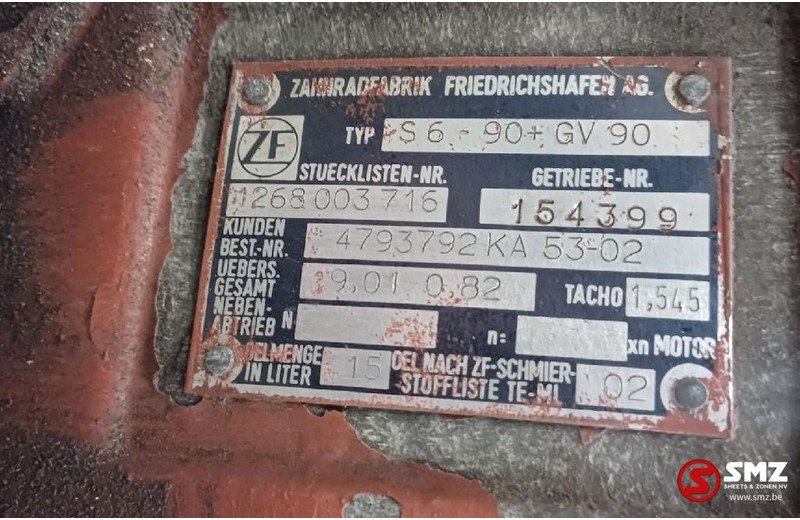 ZAHNRADFABRIK FRIEDRICHSHAFEN AG.
ZF
TYP S 6 - 90 + GV 90
STUECKLISTEN-NR. GETRIEBE-NR.
1268 003 716 154399
KUNDEN BEST.-NR. 4793792 KA 53-02
UEBERS. GESAMT 9,01 0,82 TACHO 1,545
NEBEN-ABTRIEB N n: xn MOTOR
OELMENGE IN LITER 15 OEL NACH ZF-SCHMIER-
STOFFLISTE TE-ML 02
SMZ
SHEETS & ZONEN NV
www.smz.be